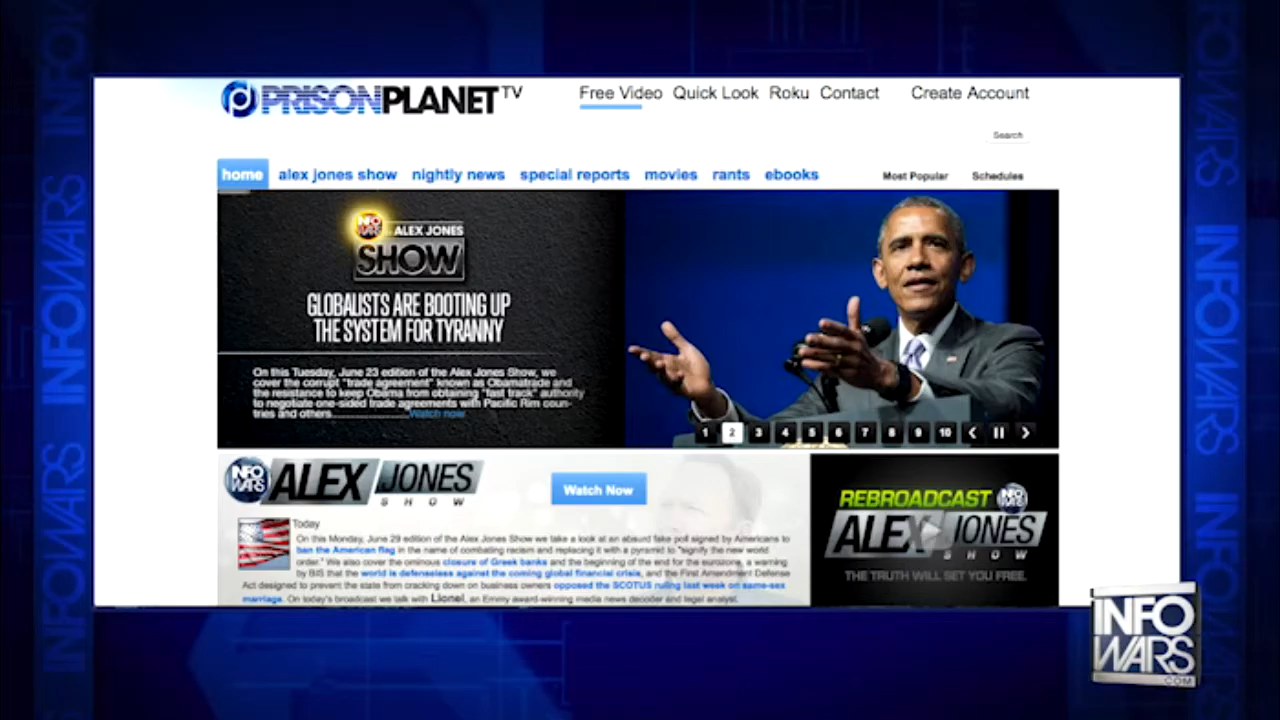 PRISONPLANET TV
Free Video Quick Look Roku Contact Create Account
Search
home alex jones show nightly news special reports movies rants ebooks Most Popular Schedules
INFO WARS ALEX JONES
SHOW
GLOBALISTS ARE BOOTING UP
THE SYSTEM FOR TYRANNY
On this Tuesday, June 23 edition of the Alex Jones Show, we
cover the corrupt "trade agreement" known as Obamatrade and
the resistance to keep Obama from obtaining "fast track" authority
to negotiate one-sided trade agreements with Pacific Rim coun-
tries and others.....................Watch now
1 2 3 4 5 6 7 8 9 10
INFO WARS ALEX JONES
SHOW
Watch Now
Today
On this Monday, June 29 edition of the Alex Jones Show we take a look at an absurd fake poll signed by Americans to
ban the American flag in the name of combating racism and replacing it with a pyramid to "signify the new world
order." We also cover the ominous closure of Greek banks and the beginning of the end for the eurozone, a warning
by BIS that the world is defenseless against the coming global financial crisis, and the First Amendment Defense
Act designed to prevent the state from cracking down on business owners opposed the SCOTUS ruling last week on same-sex
marriage. On today's broadcast we talk with Lionel, an Emmy award-winning media news decoder and legal analyst.
REBROADCAST INFO WARS
ALEX JONES
SHOW
THE TRUTH WILL SET YOU FREE.
INFO
WARS
.COM
INFOWARS
INFOWARS
INFOWARS
INFOWARS
INFOWARS
INFOWARS